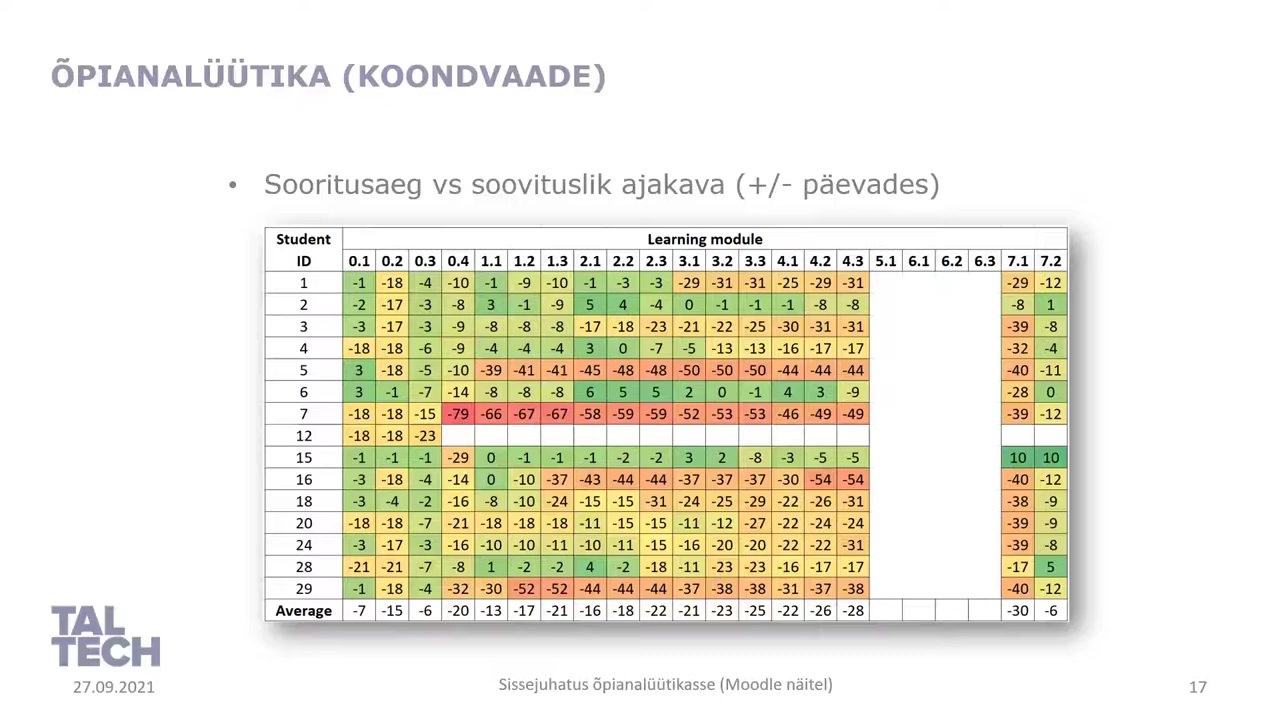 ÕPIANALÜÜTIKA (KOONDVAADE)
• Sooritusaeg vs soovituslik ajakava (+/- päevades)
Student Learning module
ID 0.1 0.2 0.3 0.4 1.1 1.2 1.3 2.1 2.2 2.3 3.1 3.2 3.3 4.1 4.2 4.3 5.1 6.1 6.2 6.3 7.1 7.2
1 -1 -18 -4 -10 -1 -9 -10 -1 -3 -3 -29 -31 -31 -25 -29 -31 -29 -12
2 -2 -17 -3 -8 3 -1 -9 5 4 -4 0 -1 -1 -1 -8 -8 -8 1
3 -3 -17 -3 -9 -8 -8 -8 -17 -18 -23 -21 -22 -25 -30 -31 -31 -39 -8
4 -18 -18 -6 -9 -4 -4 -4 3 0 -7 -5 -13 -13 -16 -17 -17 -32 -4
5 3 -18 -5 -10 -39 -41 -41 -45 -48 -48 -50 -50 -50 -44 -44 -44 -40 -11
6 3 -1 -7 -14 -8 -8 -8 6 5 5 2 0 -1 4 3 -9 -28 0
7 -18 -18 -15 -79 -66 -67 -67 -58 -59 -59 -52 -53 -53 -46 -49 -49 -39 -12
12 -18 -18 -23
15 -1 -1 -1 -29 0 -1 -1 -1 -2 -2 3 2 -8 -3 -5 -5 10 10
16 -3 -18 -4 -14 0 -10 -37 -43 -44 -44 -37 -37 -37 -30 -54 -54 -40 -12
18 -3 -4 -2 -16 -8 -10 -24 -15 -15 -31 -24 -25 -29 -22 -26 -31 -38 -9
20 -18 -18 -7 -21 -18 -18 -18 -11 -15 -15 -11 -12 -27 -22 -24 -24 -39 -9
24 -3 -17 -3 -16 -10 -10 -11 -10 -11 -15 -16 -20 -20 -22 -22 -31 -39 -8
28 -21 -21 -7 -8 1 -2 -2 4 -2 -18 -11 -23 -23 -16 -17 -17 -17 5
29 -1 -18 -4 -32 -30 -52 -52 -44 -44 -44 -37 -38 -38 -31 -37 -38 -40 -12
Average -7 -15 -6 -20 -13 -17 -21 -16 -18 -22 -21 -23 -25 -22 -26 -28 -30 -6
TAL
TECH
27.09.2021 Sissejuhatus õpianalüütikasse (Moodle näitel) 17